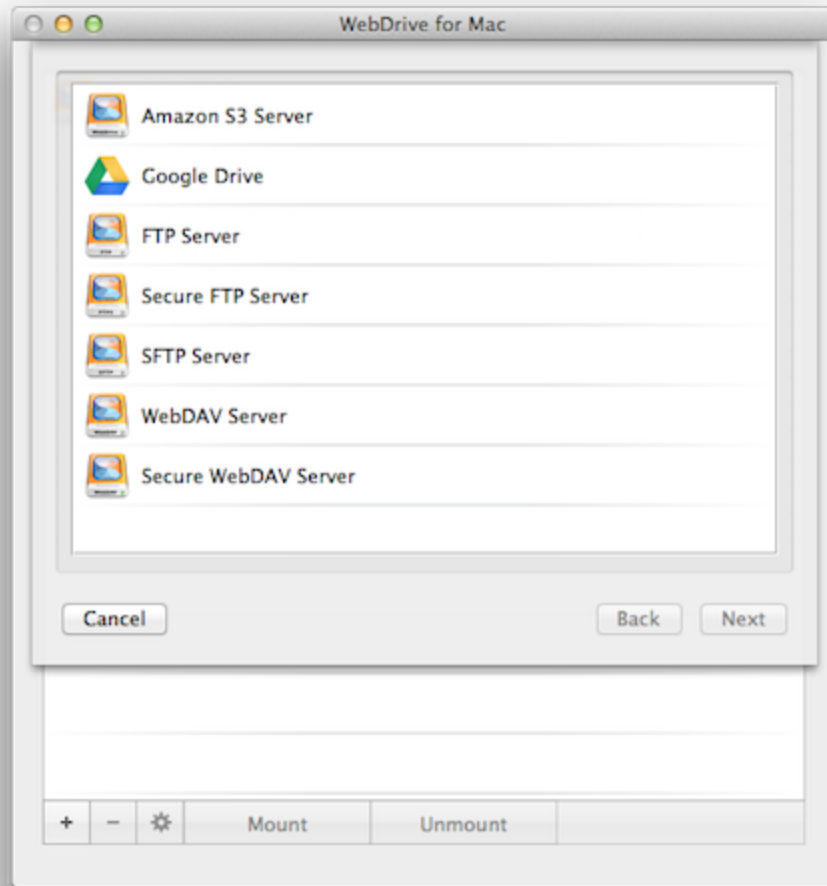 WebDrive for Mac
Amazon S3 Server
Google Drive
FTP Server
Secure FTP Server
SFTP Server
WebDAV Server
Secure WebDAV Server
Cancel
Back
Next
+ − Mount Unmount